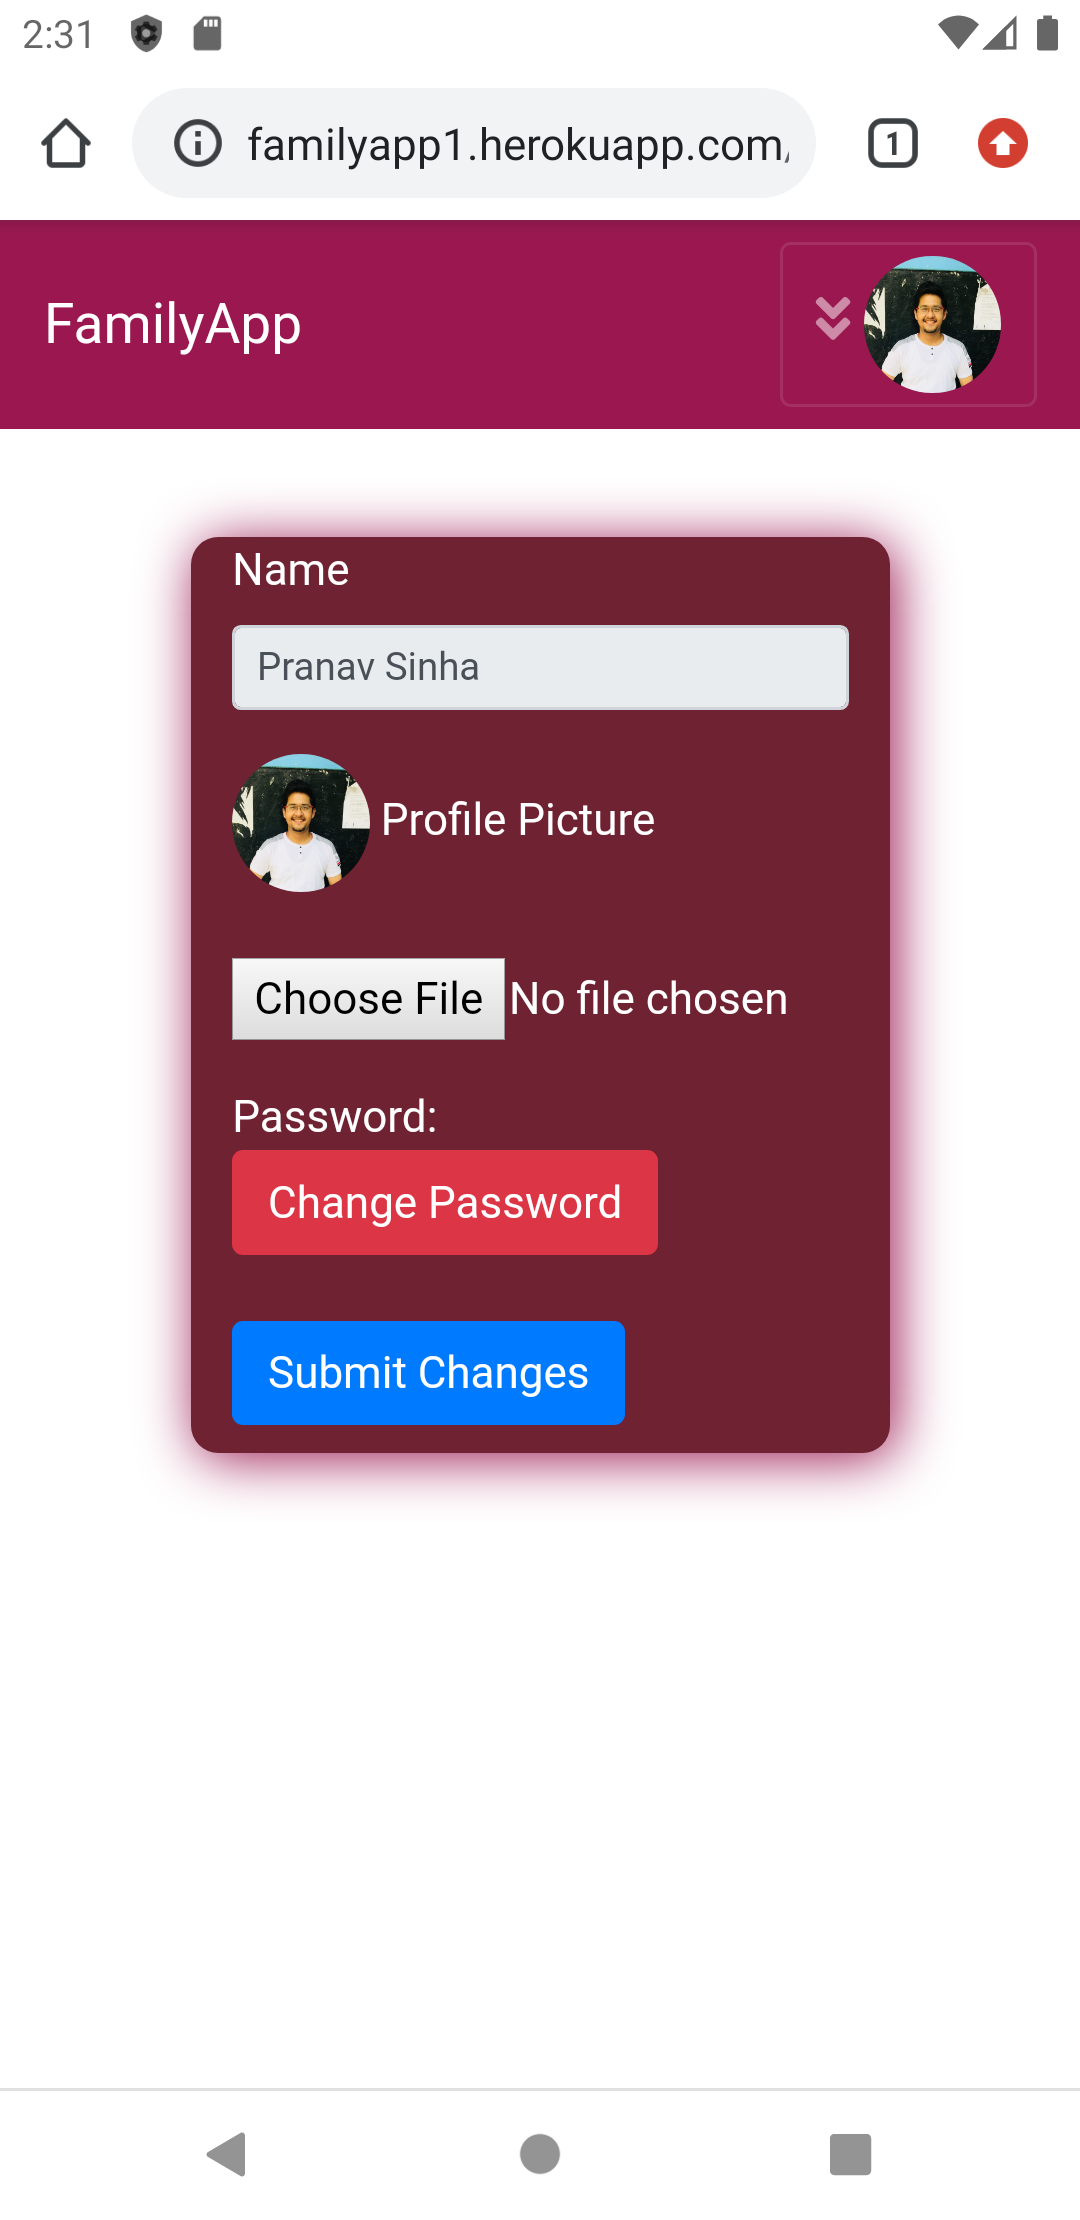 2:31
familyapp1.herokuapp.com/
1
FamilyApp
Name
Pranav Sinha
Profile Picture
Choose File No file chosen
Password:
Change Password
Submit Changes